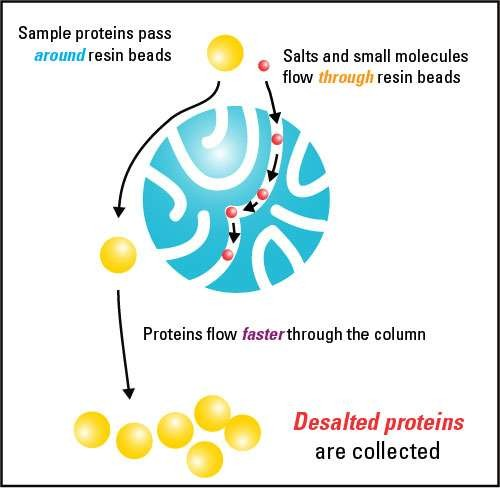 Sample proteins pass
around resin beads
Salts and small molecules
flow through resin beads
Proteins flow faster through the column
Desalted proteins
are collected